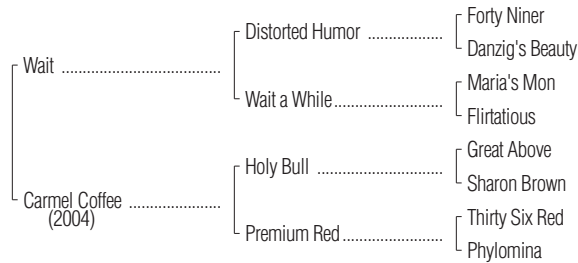 Forty Niner
Distorted Humor ..................
Danzig's Beauty
Wait ......................................
Maria's Mon
Wait a While..........................
Flirtatious
Great Above
Holy Bull ..............................
Sharon Brown
Carmel Coffee ......................
(2004)
Thirty Six Red
Premium Red........................
Phylomina